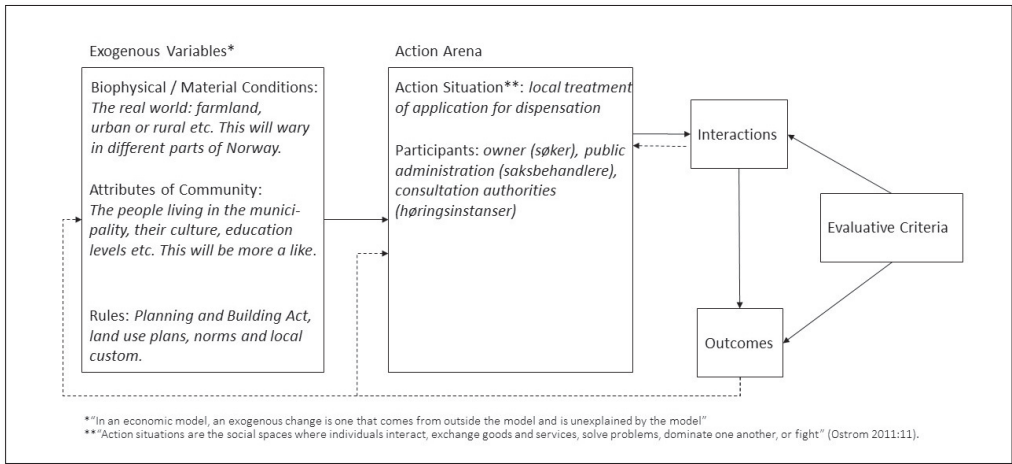 Exogenous Variables*
Biophysical / Material Conditions:
The real world: farmland,
urban or rural etc. This will wary
in different parts of Norway.
Attributes of Community:
The people living in the munici-
pality, their culture, education
levels etc. This will be more a like.
Rules: Planning and Building Act,
land use plans, norms and local
custom.
Action Arena
Action Situation**: local treatment
of application for dispensation
Participants: owner (søker), public
administration (saksbehandlere),
consultation authorities
(høringsinstanser)
Interactions
Evaluative Criteria
Outcomes
*"In an economic model, an exogenous change is one that comes from outside the model and is unexplained by the model"
**"Action situations are the social spaces where individuals interact, exchange goods and services, solve problems, dominate one another, or fight" (Ostrom 2011:11).